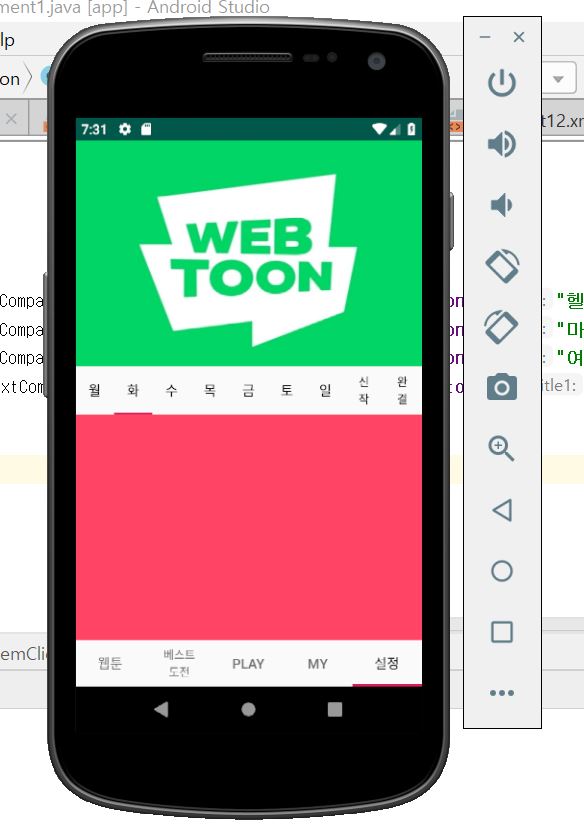 ment1.java [app] - Android Studio
lp
on
t12.xm
7:31
WEB
TOON
월 화 수 목 금 토 일 신작 완결
Compa
on : "헬
Compa
on : "마
Compa
on : "여
xtCom
to itle1:
emClic
웹툰 베스트 도전 PLAY MY 설정